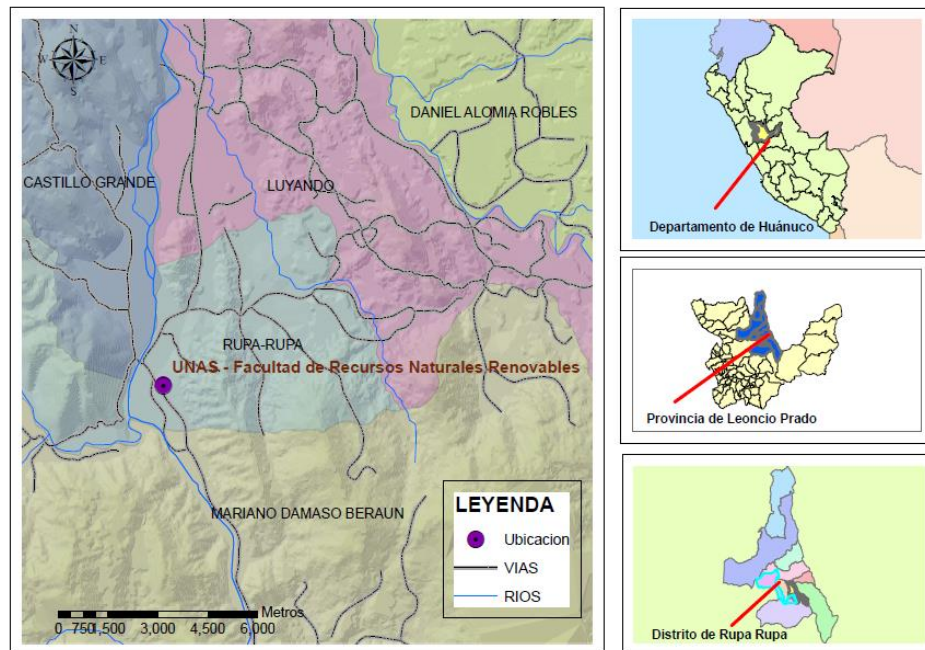 N
W E
S
DANIEL ALOMIA ROBLES
CASTILLO GRANDE
LUYANDO
RUPA-RUPA
UNAS - Facultad de Recursos Naturales Renovables
MARIANO DAMASO BERAUN
LEYENDA
Ubicacion
VIAS
RIOS
Metros
0 750 1,500 3,000 4,500 6,000
Departamento de Huánuco
Provincia de Leoncio Prado
Distrito de Rupa Rupa